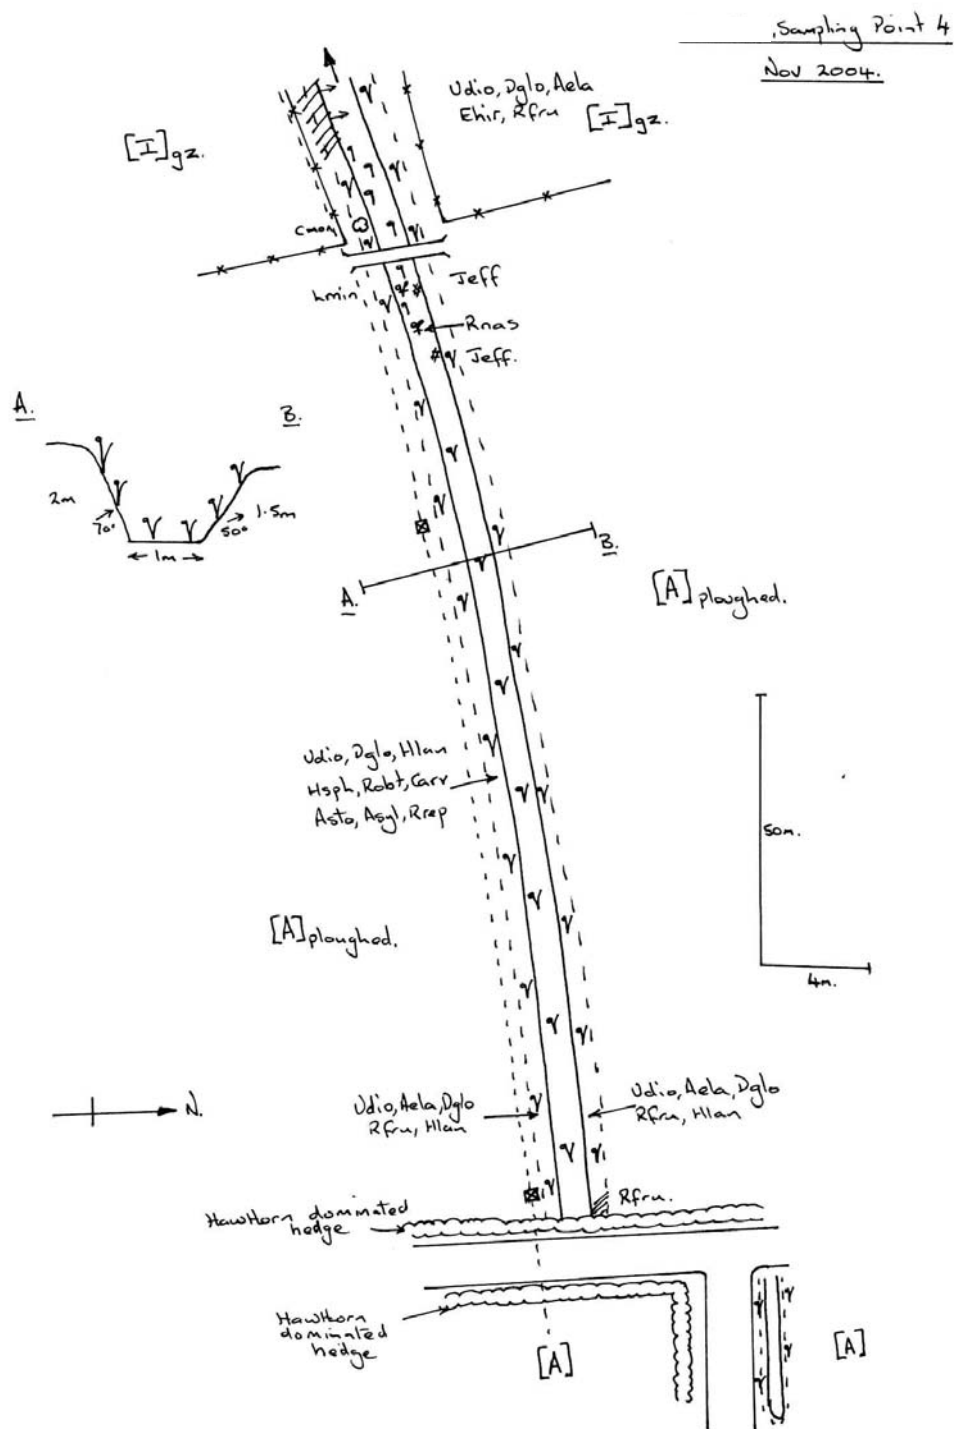 Sampling Point 4
Nov 2004.
Udio, Dglo, Aela
Ehir, Rfru
[I]gz.
[I]gz.
Cmon
Lmin
Jeff
Rnas
Jeff.
A.
B.
2m
70°
1m
50°
1.5m
B.
A.
[A] ploughed.
Udio, Dglo, Hlan
Hsph, Robt, Carv
Asto, Asyl, Rrep
50m.
[A] ploughed.
4m.
N.
Udio, Aela, Dglo
Rfru, Hlan
Udio, Aela, Dglo
Rfru, Hlan
Rfru.
Hawthorn dominated
hedge
Hawthorn
dominated
hedge
[A]
[A]